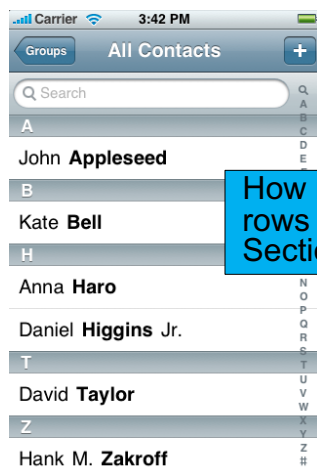 Carrier 3:42 PM
Groups All Contacts +
Search
A
John Appleseed
B
Kate Bell
H
Anna Haro
Daniel Higgins Jr.
T
David Taylor
Z
Hank M. Zakroff
How
rows
A
B
C
D
E
N
O
P
Q
R
S
T
U
V
W
X
Y
Z
#